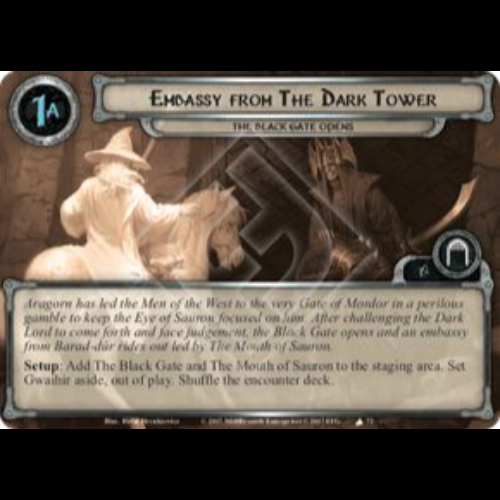 1A
Embassy from The Dark Tower
The Black Gate Opens
Aragorn has led the Men of the West to the very Gate of Mordor in a perilous
gamble to keep the Eye of Sauron focused on him. After challenging the Dark
Lord to come forth and face judgement, the Black Gate opens and an embassy
from Barad-dûr rides out led by The Mouth of Sauron.
Setup: Add The Black Gate and The Mouth of Sauron to the staging area. Set
Gwaihir aside, out of play. Shuffle the encounter deck.